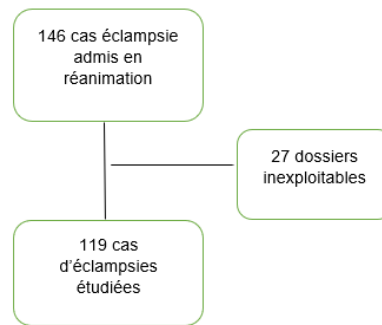 146 cas éclampsie
admis en
réanimation
27 dossiers
inexploitables
119 cas
d'éclampsies
étudiées